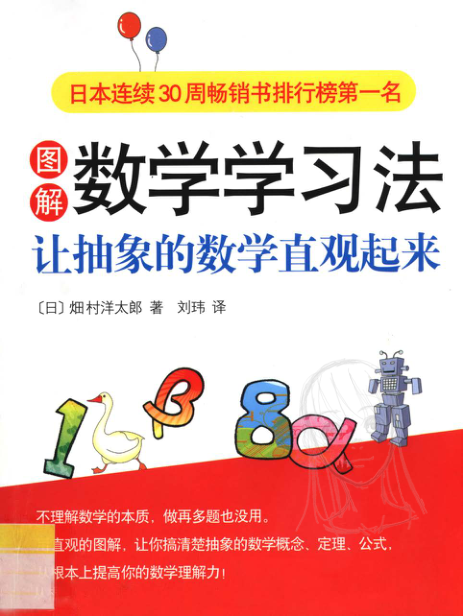 日本连续30周畅销书排行榜第一名
图解
数学学习法
让抽象的数学直观起来
〔日〕畑村洋太郎 著 刘玮 译
1 β 8 α
不理解数学的本质，做再多题也没用。
直观的图解，让你搞清楚抽象的数学概念、定理、公式，
根本上提高你的数学理解力！